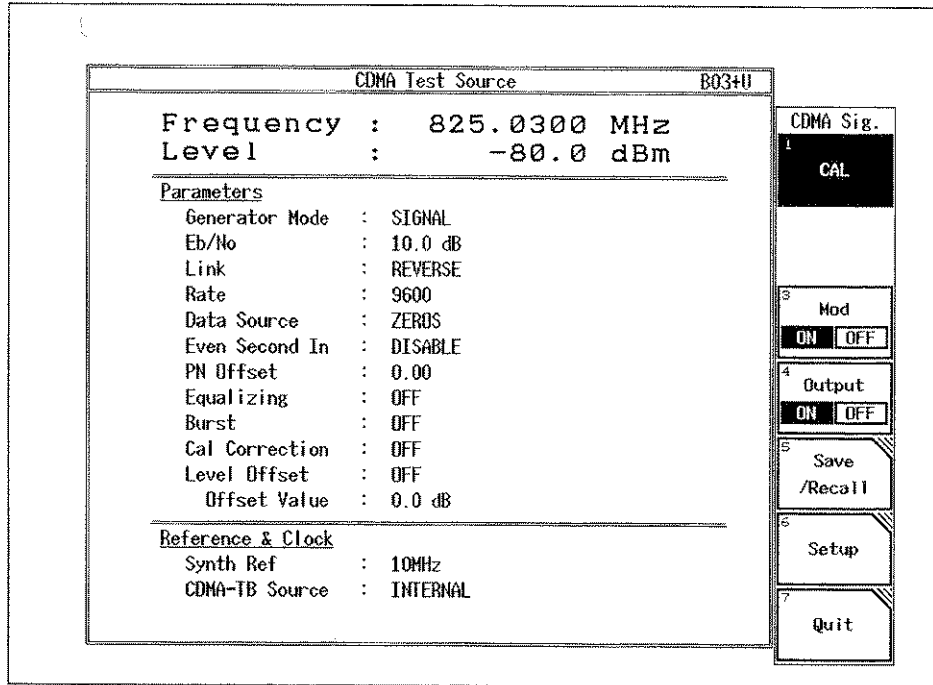 CDMA Test Source B03+U
Frequency : 825.0300 MHz
Level : -80.0 dBm
Parameters
Generator Mode : SIGNAL
Eb/No : 10.0 dB
Link : REVERSE
Rate : 9600
Data Source : ZEROS
Even Second In : DISABLE
PN Offset : 0.00
Equalizing : OFF
Burst : OFF
Cal Correction : OFF
Level Offset : OFF
Offset Value : 0.0 dB
Reference & Clock
Synth Ref : 10MHz
CDMA-TB Source : INTERNAL
CDMA Sig.
1
CAL
3
Mod
ON OFF
4
Output
ON OFF
5
Save
/Recall
6
Setup
7
Quit